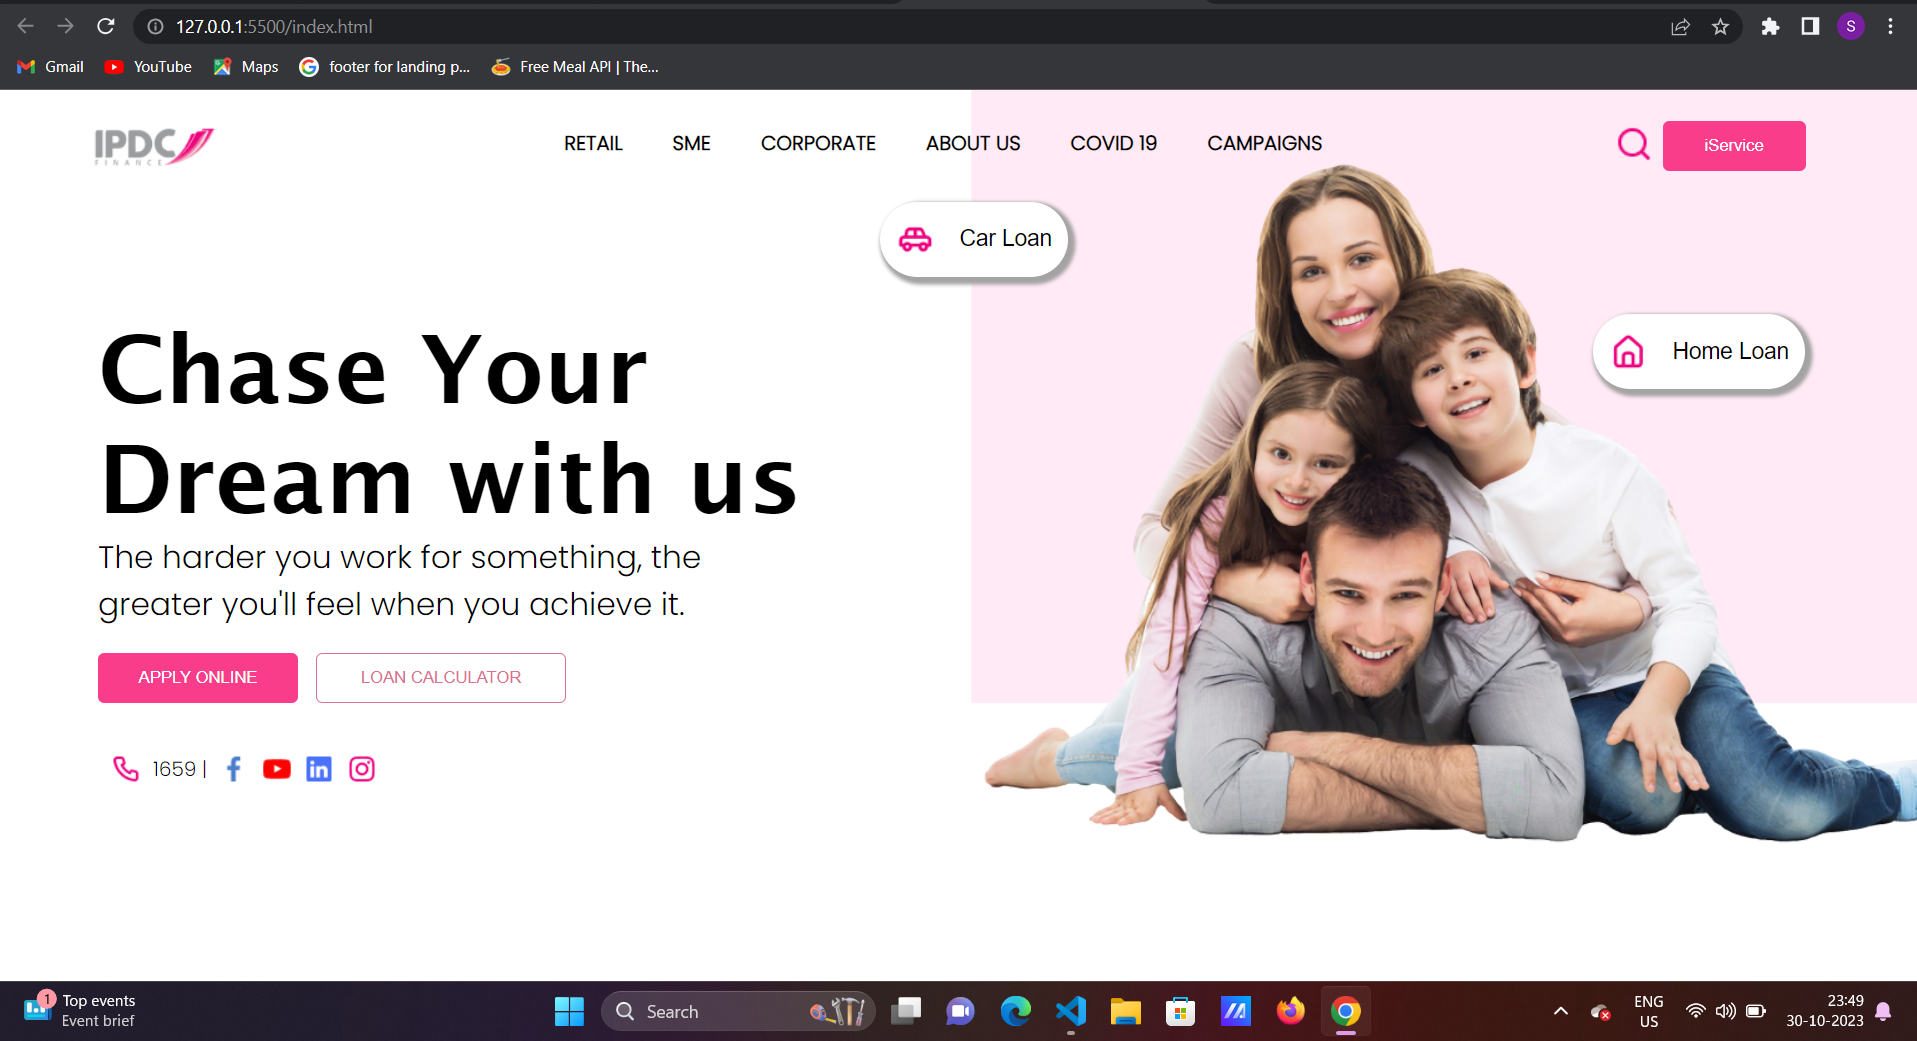 127.0.0.1:5500/index.html
S
Gmail
YouTube
Maps
footer for landing p...
Free Meal API | The...
IPDC
FINANCE
RETAIL
SME
CORPORATE
ABOUT US
COVID 19
CAMPAIGNS
iService
Car Loan
Home Loan
Chase Your
Dream with us
The harder you work for something, the
greater you'll feel when you achieve it.
APPLY ONLINE
LOAN CALCULATOR
1659 |
1
Top events
Event brief
Search
ENG
US
23:49
30-10-2023